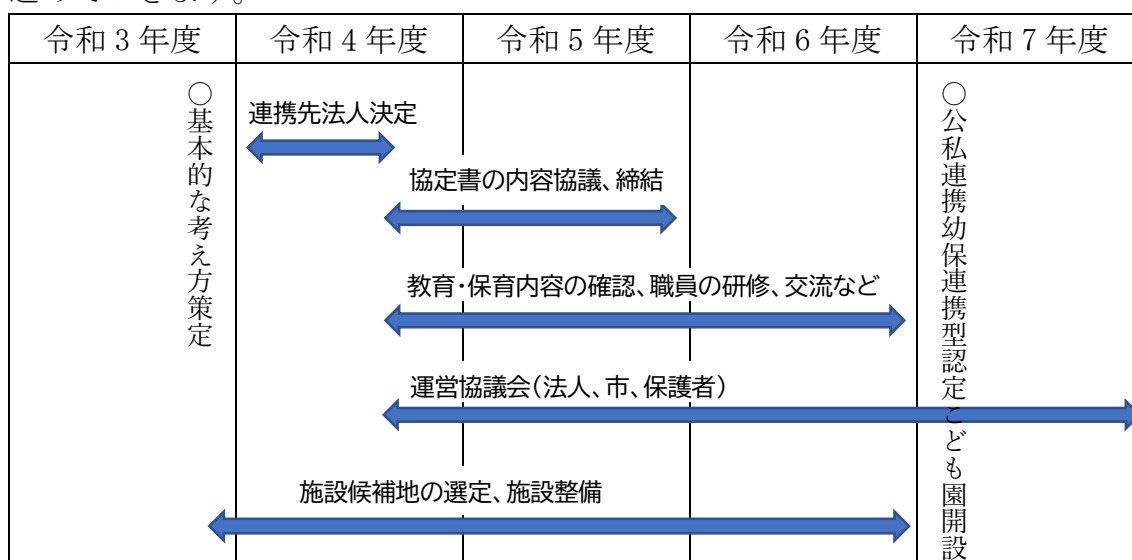 令和３年度
令和４年度
令和５年度
令和６年度
令和７年度
○基本的な考え方策定
連携先法人決定
協定書の内容協議、締結
教育・保育内容の確認、職員の研修、交流など
運営協議会（法人、市、保護者）
施設候補地の選定、施設整備
○公私連携幼保連携型認定こども園開設